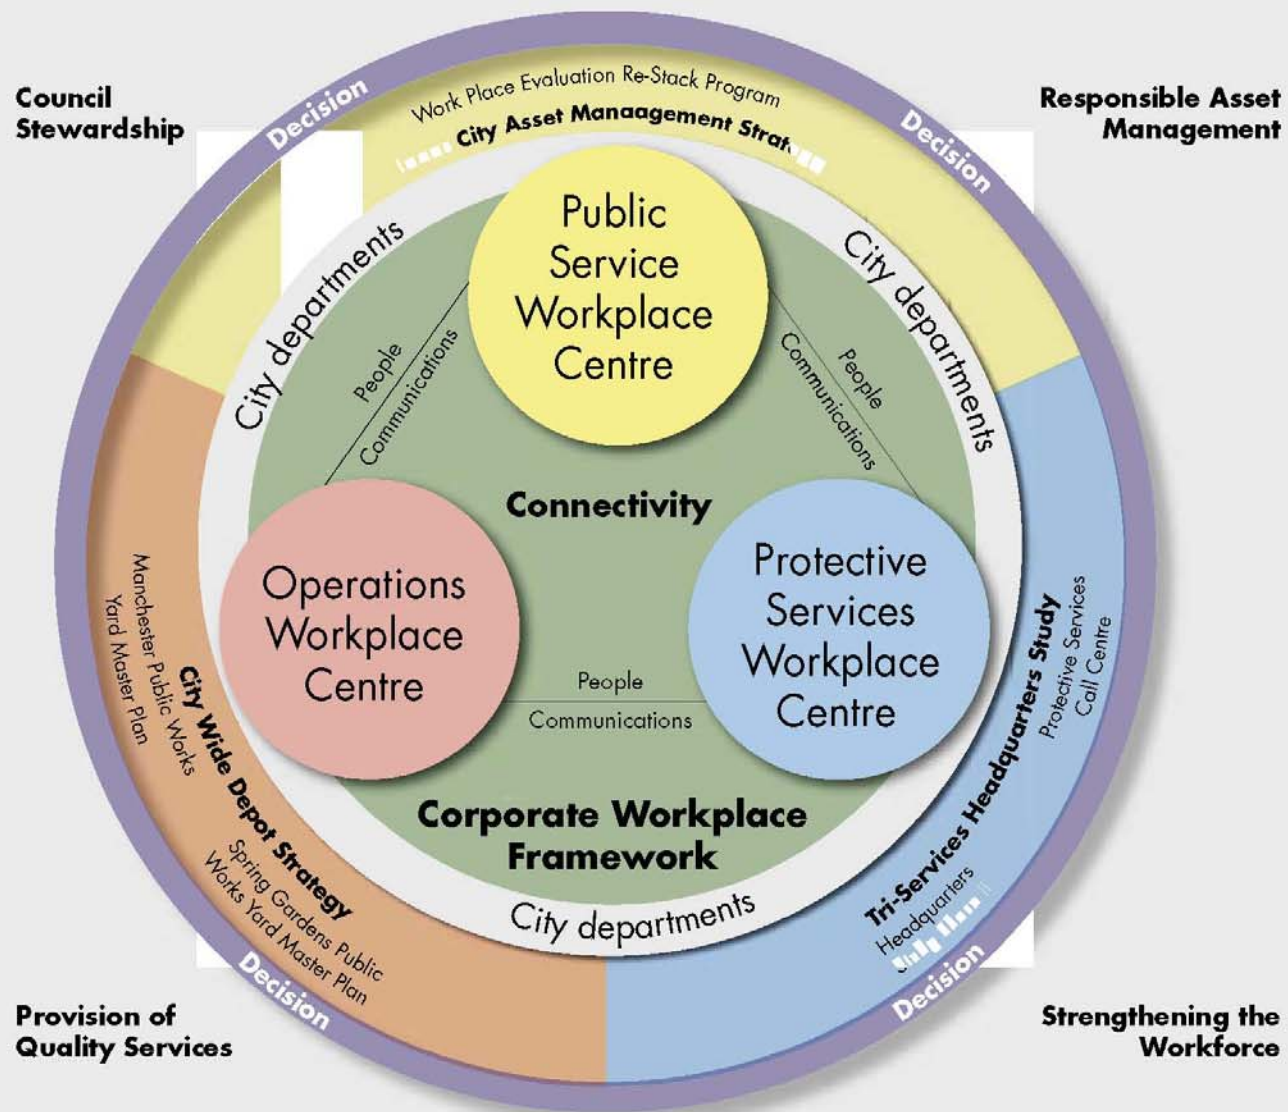 Council
Stewardship
Responsible Asset
Management
Decision
Decision
Work Place Evaluation Re-Stack Program
City Asset Manaagement Strat
City departments
City departments
Public
Service
Workplace
Centre
People
Communications
People
Communications
Connectivity
Operations
Workplace
Centre
Protective
Services
Workplace
Centre
People
Communications
Corporate Workplace
Framework
City departments
City Wide Depot Strategy
Manchester Public Works
Yard Master Plan
Spring Gardens Public
Works Yard Master Plan
Tri-Services Headquarters Study
Protective Services
Call Centre
Headquarters
Decision
Decision
Provision of
Quality Services
Strengthening the
Workforce